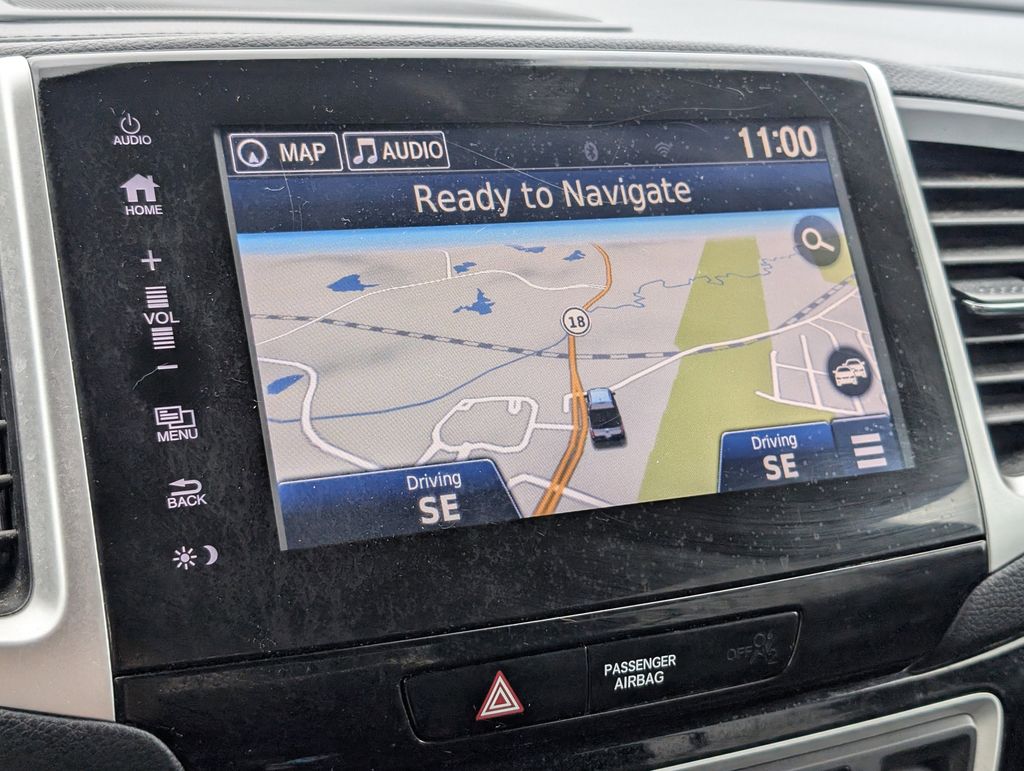 AUDIO
HOME
+
VOL
-
MENU
BACK
MAP
AUDIO
11:00
Ready to Navigate
18
Driving
SE
Driving
SE
PASSENGER
AIRBAG
OFF